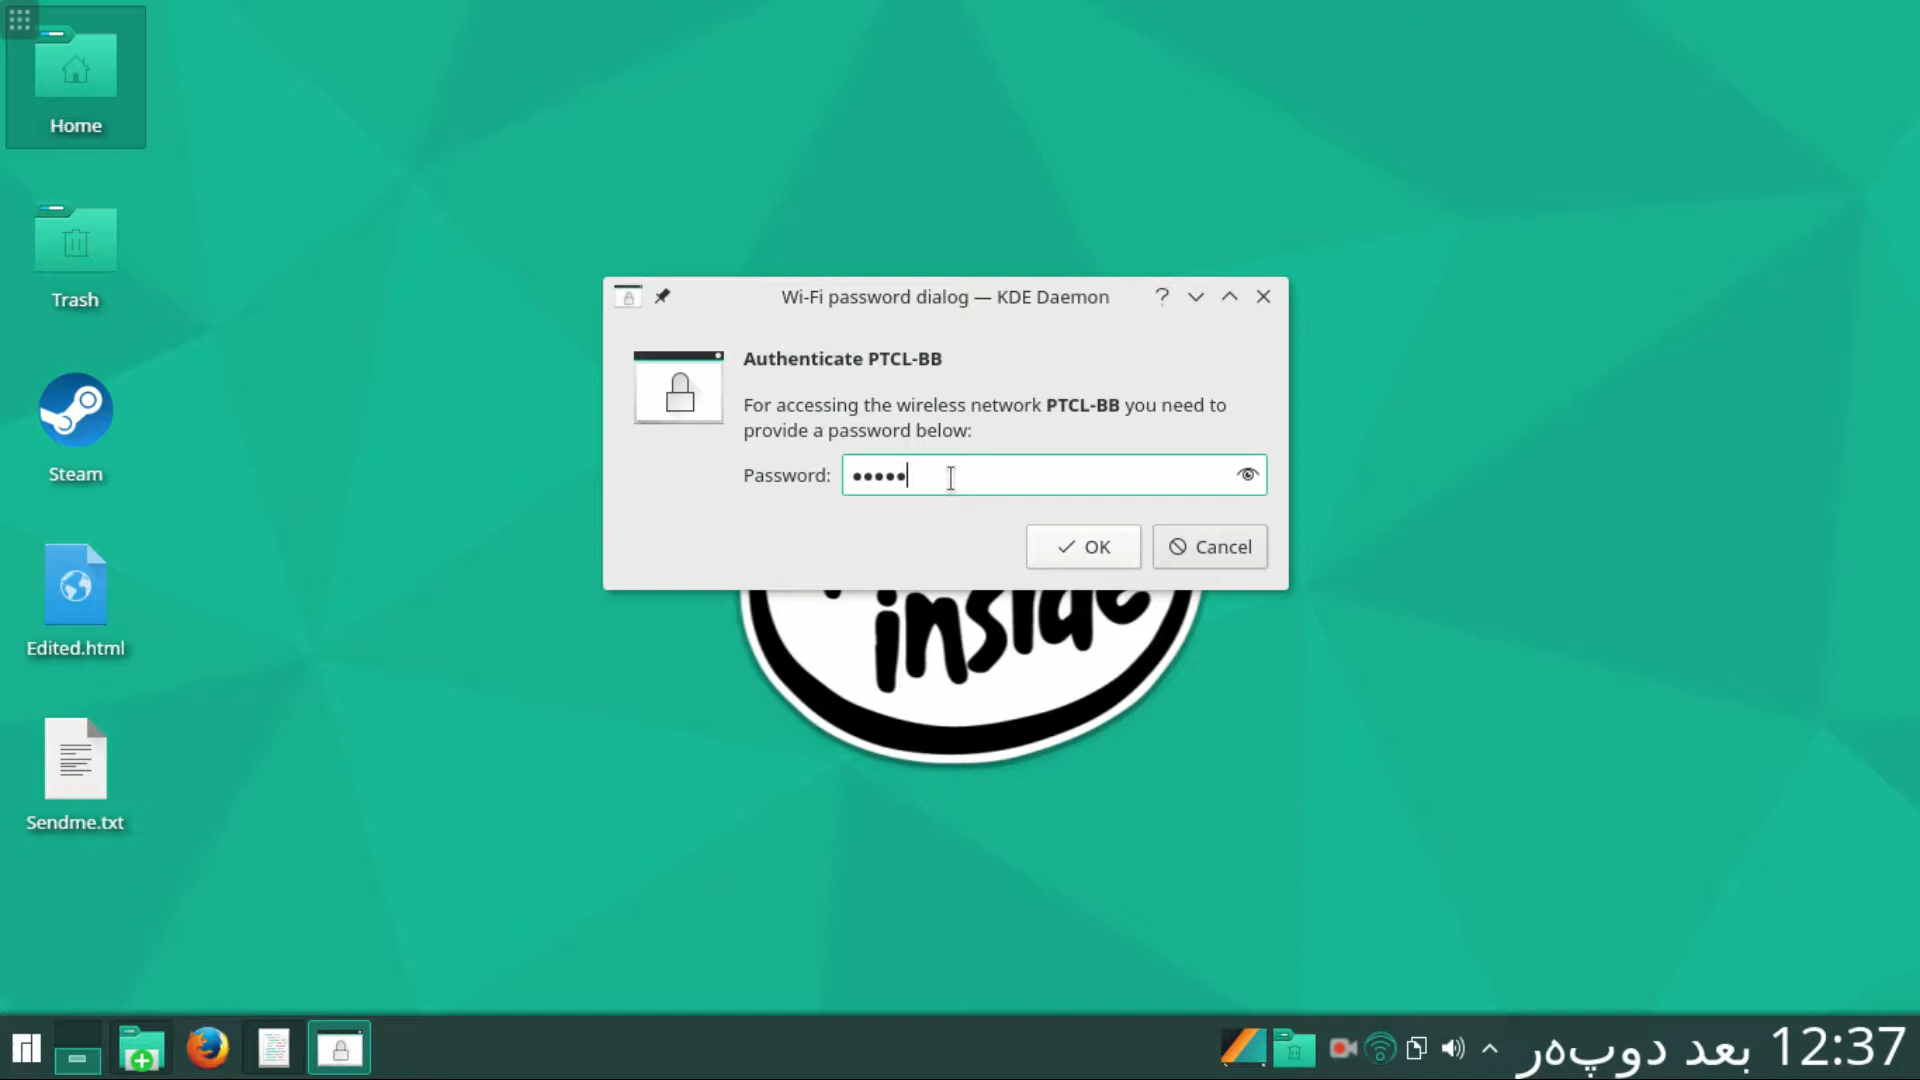 Home
Trash
Steam
Edited.html
Sendme.txt
Wi-Fi password dialog — KDE Daemon
Authenticate PTCL-BB
For accessing the wireless network PTCL-BB you need to
provide a password below:
Password: •••••
OK
Cancel
inside
12:37 بعد دوپہر